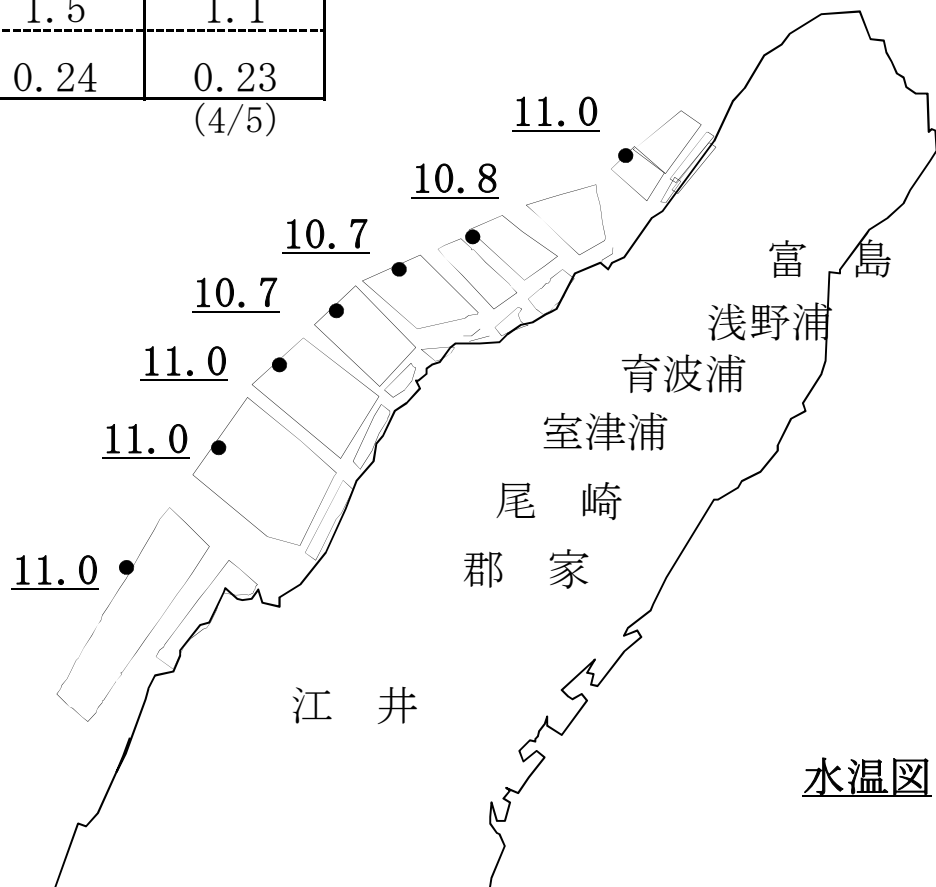 1.5 1.1
0.24 0.23
(4/5)
11.0
10.8
10.7
10.7
11.0
11.0
11.0
富 島
浅野浦
育波浦
室津浦
尾 崎
郡 家
江 井
水温図